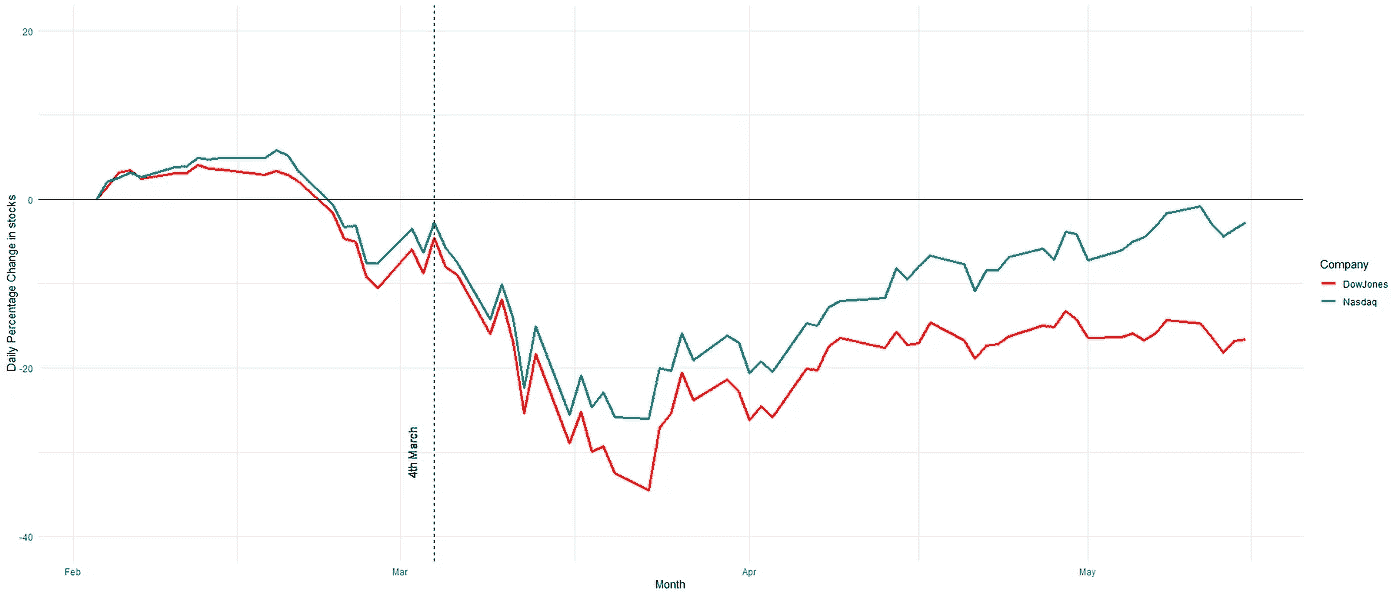 20
0
-20
-40
Daily Percentage Change in stocks
4th March
Feb
Mar
Apr
May
Month
Company
DowJones
Nasdaq